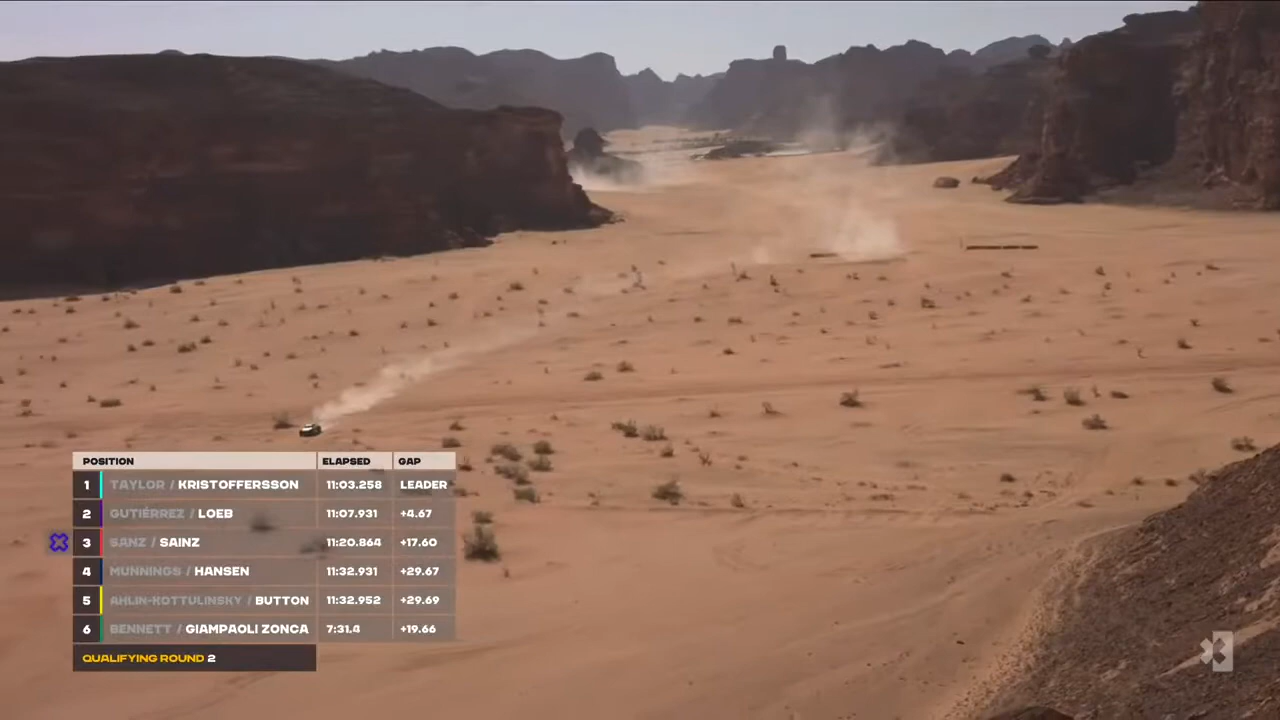 POSITION ELAPSED GAP
1 TAYLOR / KRISTOFFERSSON 11:03.258 LEADER
2 GUTIÉRREZ / LOEB 11:07.931 +4.67
3 SANZ / SAINZ 11:20.864 +17.60
4 MUNNINGS / HANSEN 11:32.931 +29.67
5 AHLIN-KOTTULINSKY / BUTTON 11:32.952 +29.69
6 BENNETT / GIAMPAOLI ZONCA 7:31.4 +19.66
QUALIFYING ROUND 2